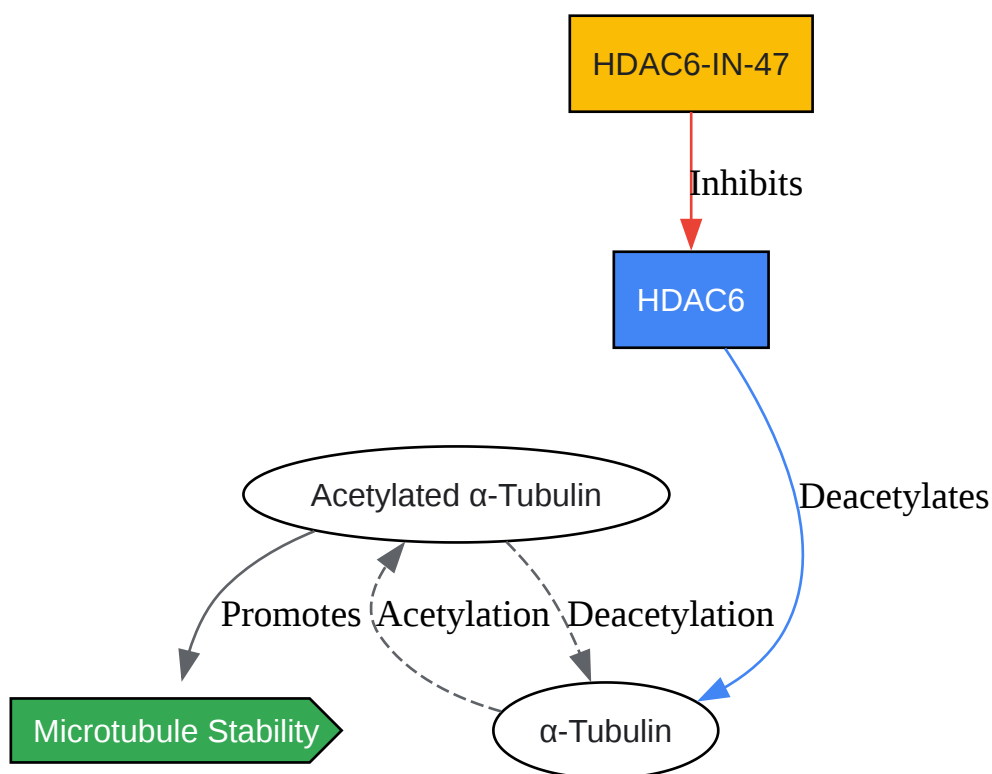 HDAC6-IN-47
Inhibits
HDAC6
Acetylated α-Tubulin
Deacetylates
Promotes
Acetylation
Deacetylation
Microtubule Stability
α-Tubulin